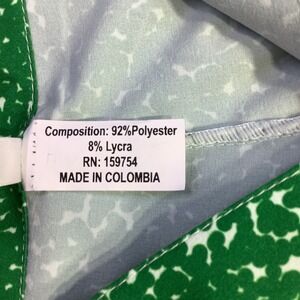 Composition: 92%Polyester
8% Lycra
RN: 159754
MADE IN COLOMBIA